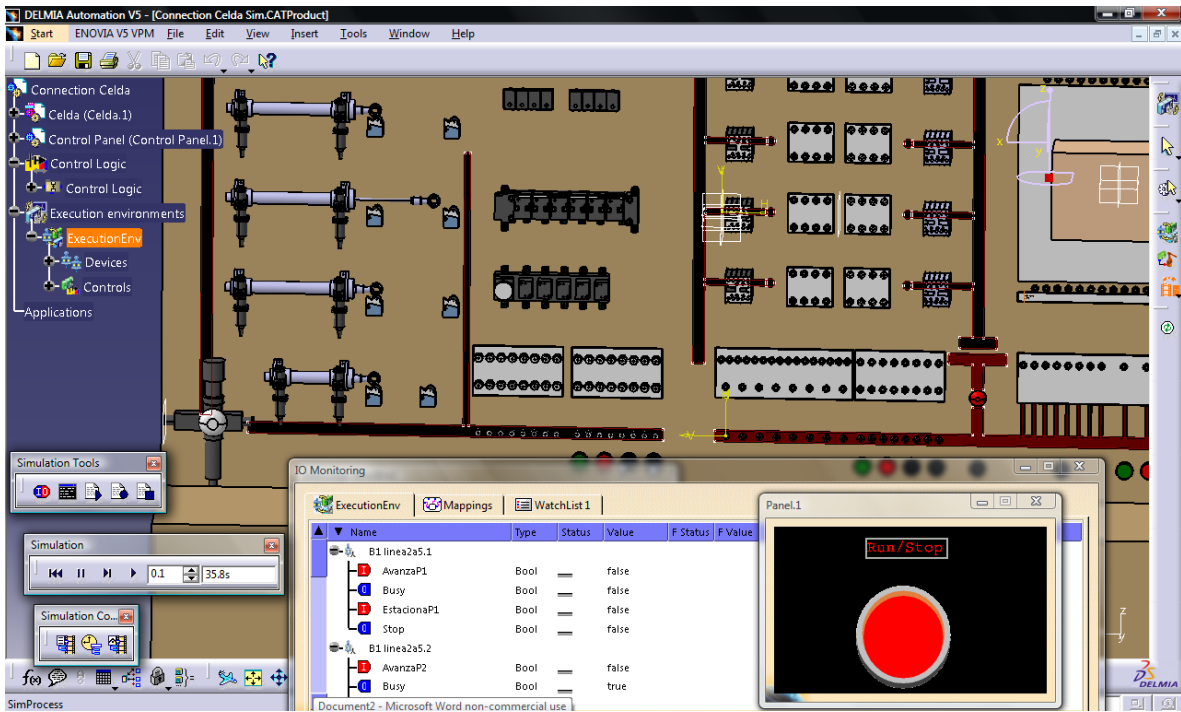 DELMIA Automation V5 - [Connection Celda Sim.CATProduct]
Start ENOVIA V5 VPM File Edit View Insert Tools Window Help
Connection Celda
Celda (Celda.1)
Control Panel (Control Panel.1)
Control Logic
Control Logic
Execution environments
ExecutionEnv
Devices
Controls
Applications
z
x
y
Simulation Tools
IO
Simulation
0.1 35.8s
Simulation Co...
IO Monitoring
ExecutionEnv Mappings WatchList 1
Name Type Status Value F Status F Value
B1 linea2a5.1
I AvanzaP1 Bool false
O Busy Bool false
I EstacionaP1 Bool false
O Stop Bool false
B1 linea2a5.2
I AvanzaP2 Bool false
O Busy Bool true
Document2 - Microsoft Word non-commercial use
Panel.1
Run/Stop
z
y
f(x)
DS
DELMIA
SimProcess